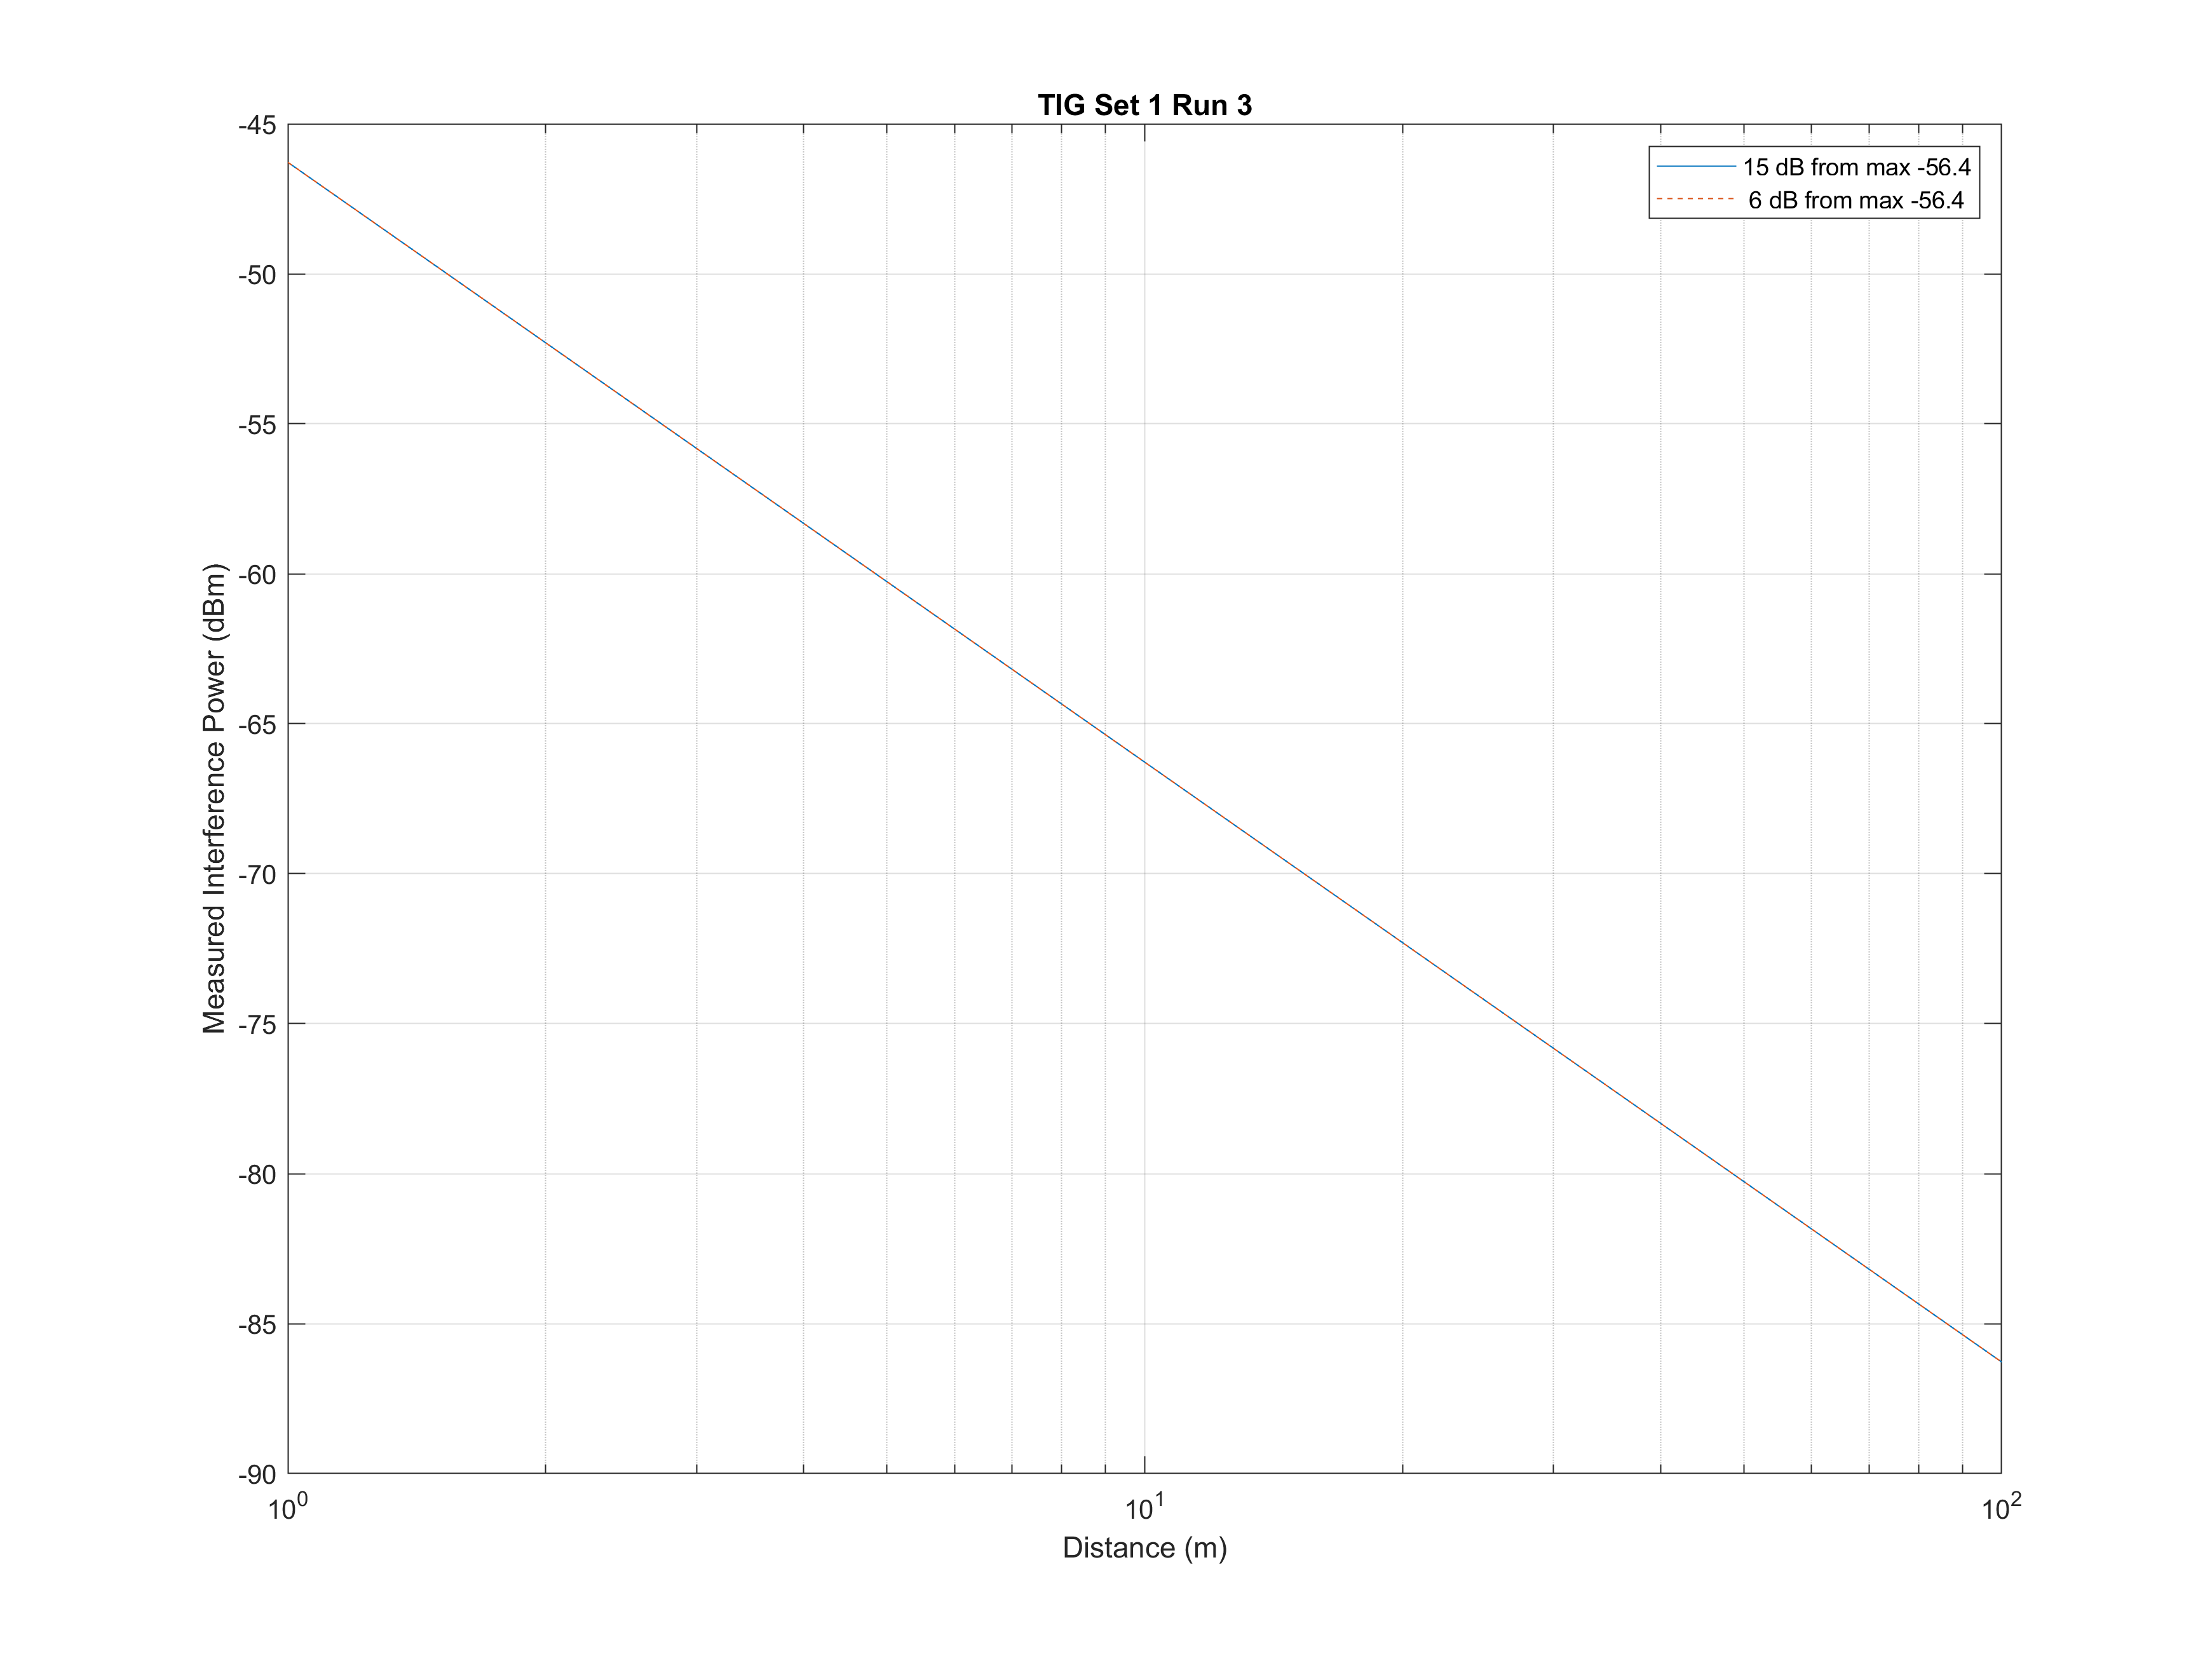 TIG Set 1 Run 3
15 dB from max -56.4
6 dB from max -56.4
Measured Interference Power (dBm)
-45
-50
-55
-60
-65
-70
-75
-80
-85
-90
10^0
10^1
10^2
Distance (m)